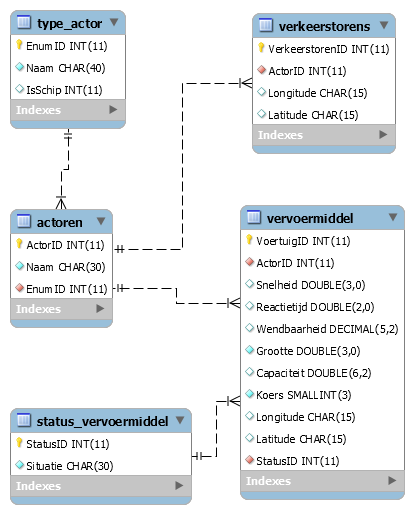 type_actor
EnumID INT(11)
Naam CHAR(40)
IsSchip INT(11)
Indexes
verkeerstorens
VerkeerstorenID INT(11)
ActorID INT(11)
Longitude CHAR(15)
Latitude CHAR(15)
Indexes
actoren
ActorID INT(11)
Naam CHAR(30)
EnumID INT(11)
Indexes
vervoermiddel
VoertuigID INT(11)
ActorID INT(11)
Snelheid DOUBLE(3,0)
Reactietijd DOUBLE(2,0)
Wendbaarheid DECIMAL(5,2)
Grootte DOUBLE(3,0)
Capaciteit DOUBLE(6,2)
Koers SMALLINT(3)
Longitude CHAR(15)
Latitude CHAR(15)
StatusID INT(11)
Indexes
status_vervoermiddel
StatusID INT(11)
Situatie CHAR(30)
Indexes